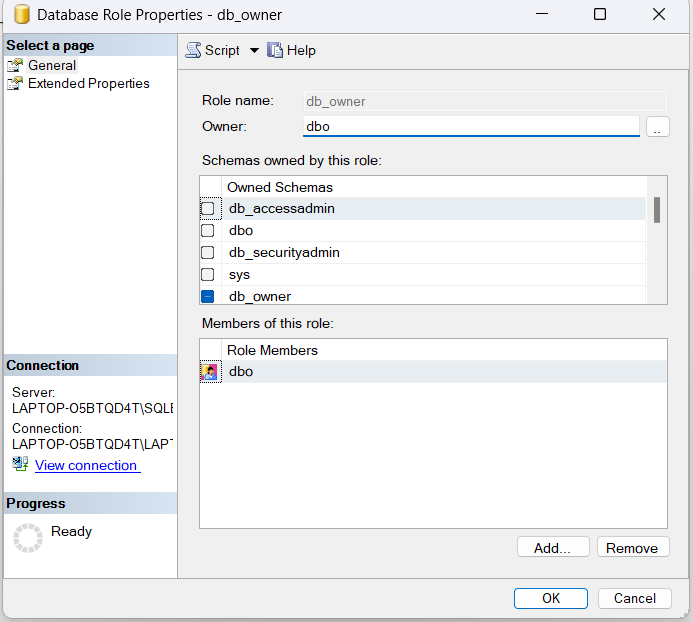 Database Role Properties - db_owner
Select a page
General
Extended Properties
Script
Help
Role name:
db_owner
Owner:
dbo
..
Schemas owned by this role:
Owned Schemas
db_accessadmin
dbo
db_securityadmin
sys
db_owner
Members of this role:
Role Members
dbo
Connection
Server:
LAPTOP-O5BTQD4T\SQLE
Connection:
LAPTOP-O5BTQD4T\LAPT
View connection
Progress
Ready
Add...
Remove
OK
Cancel